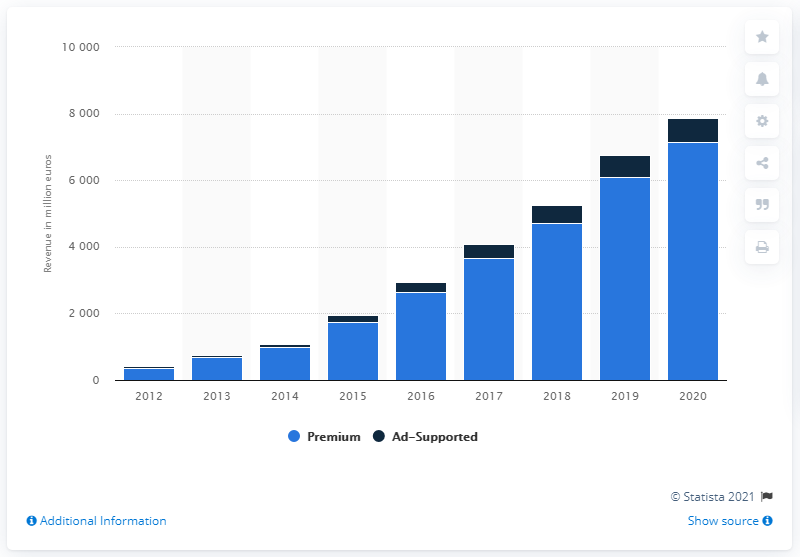 10 000
8 000
6 000
4 000
2 000
0
Revenue in million euros
2012 2013 2014 2015 2016 2017 2018 2019 2020
Premium Ad-Supported
© Statista 2021
Additional Information Show source